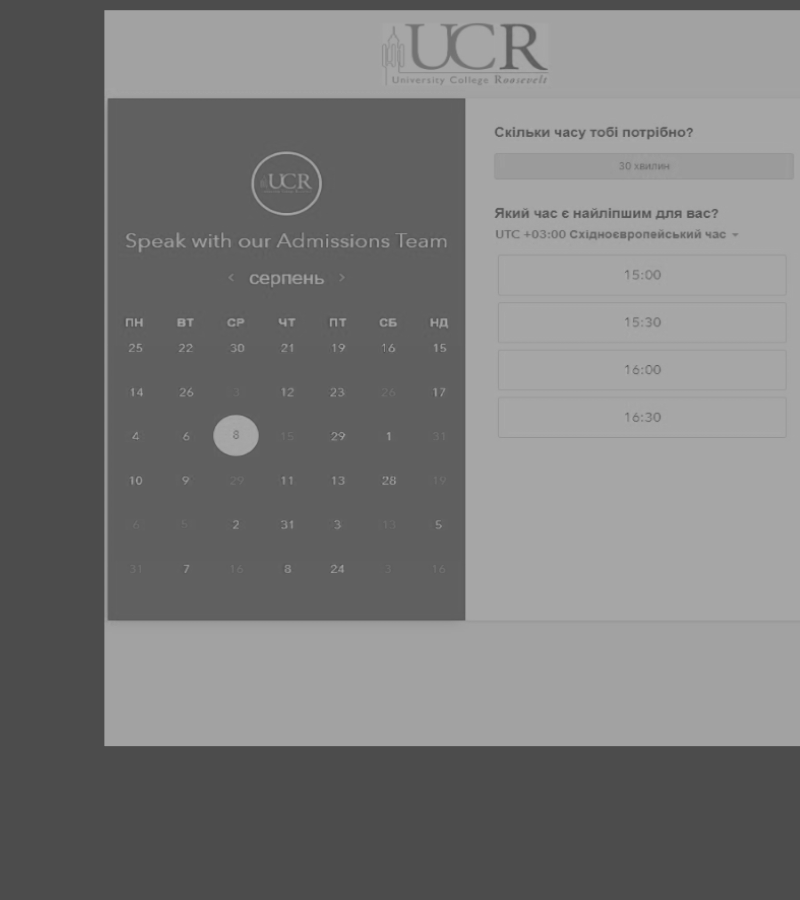 UCR
University College Roosevelt
UCR
Speak with our Admissions Team
‹ серпень ›
ПН ВТ СР ЧТ ПТ СБ НД
25 22 30 21 19 16 15
14 26 3 12 23 26 17
4 6 8 15 29 1 31
10 9 29 11 13 28 19
5 2 31 3 13 5
31 7 16 8 24 3 16
Скільки часу тобі потрібно?
30 хвилин
Який час є найліпшим для вас?
UTC +03:00 Східноєвропейський час
15:00
15:30
16:00
16:30